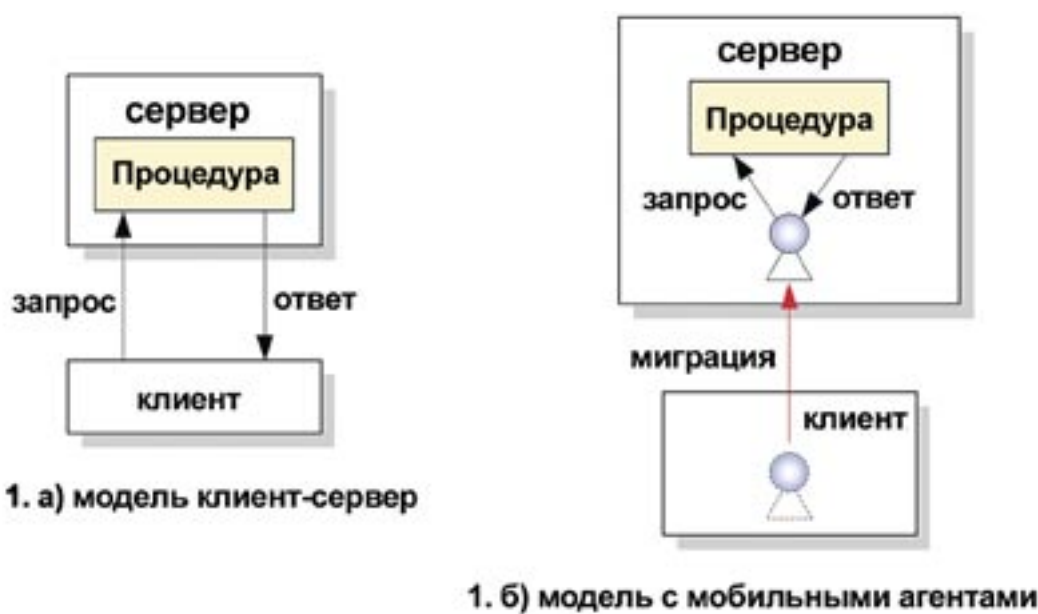 сервер
Процедура
запрос
ответ
клиент
1. а) модель клиент-сервер
сервер
Процедура
запрос
ответ
миграция
клиент
1. б) модель с мобильными агентами